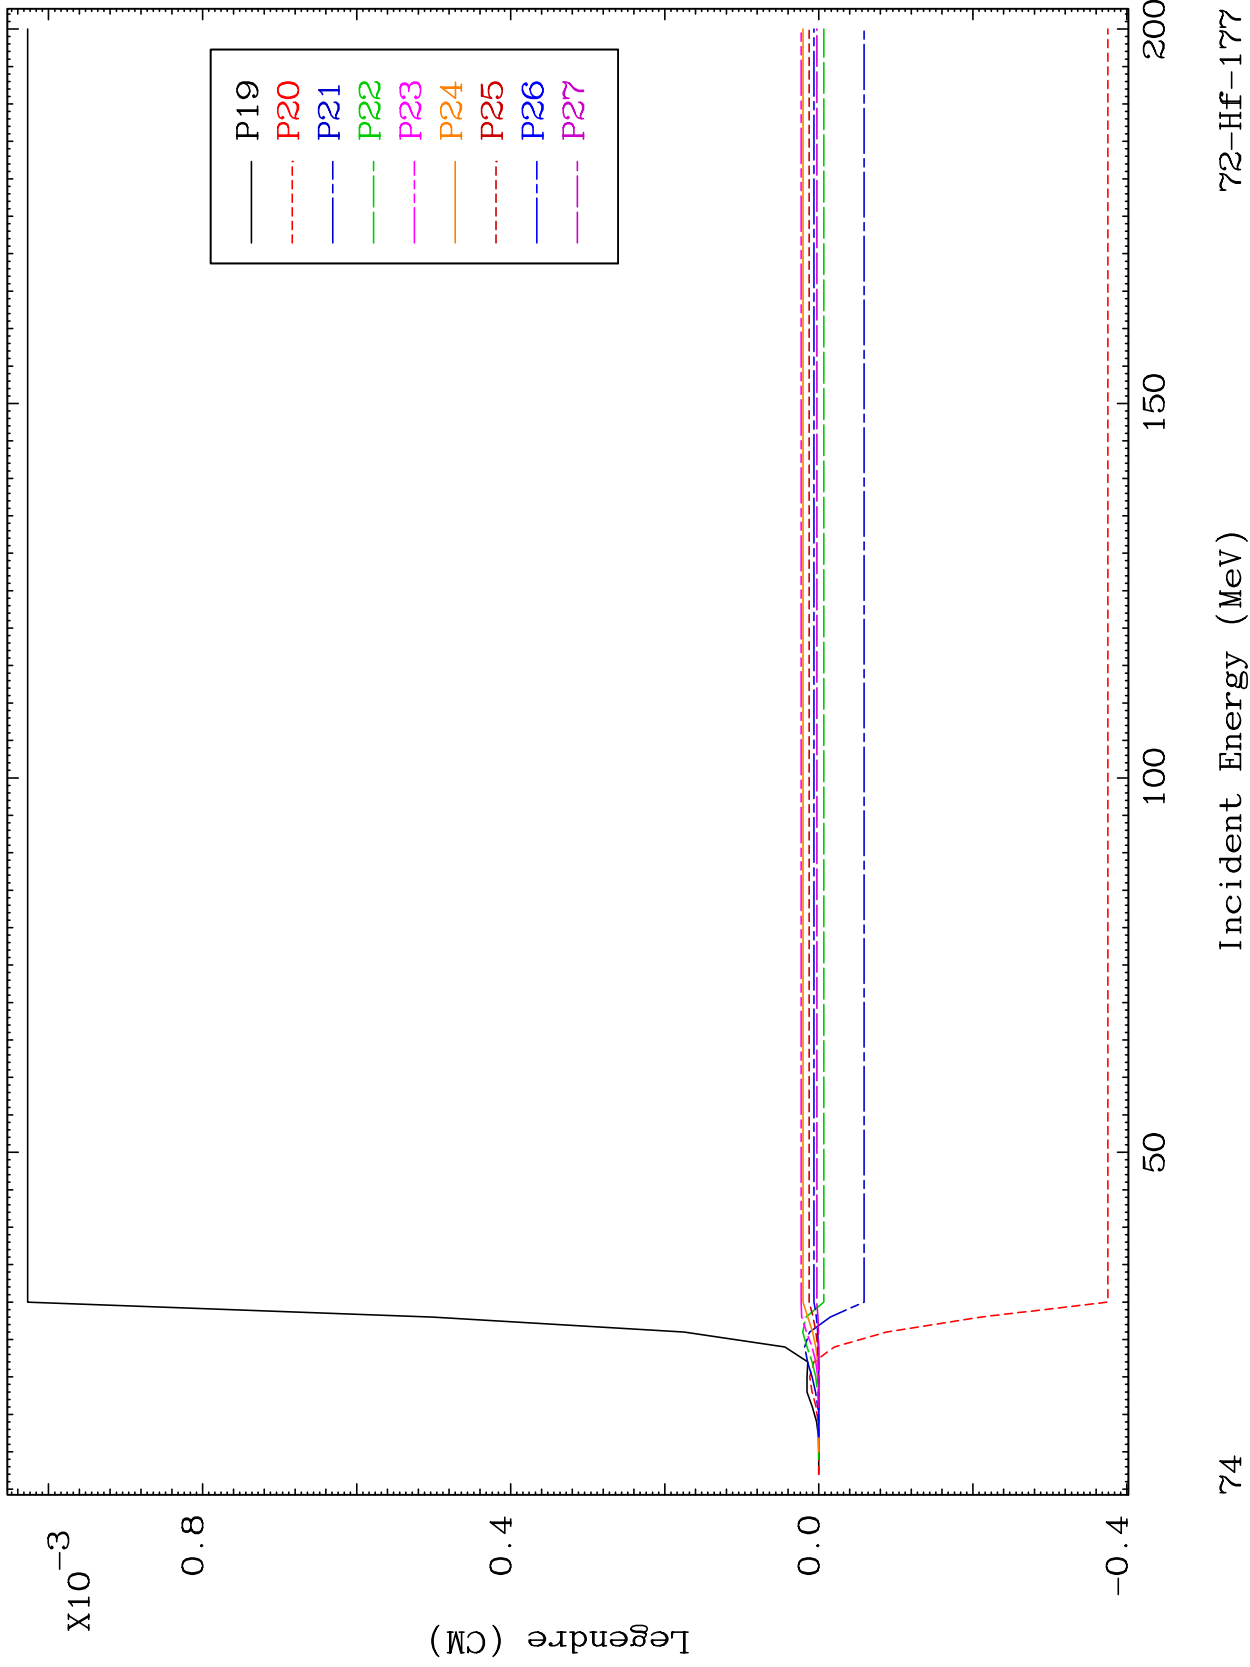 X10⁻³
0.8
0.4
0.0
-0.4
Legendre (CM)
P19
P20
P21
P22
P23
P24
P25
P26
P27
50
100
150
200
74
Incident Energy (MeV)
72-Hf-177